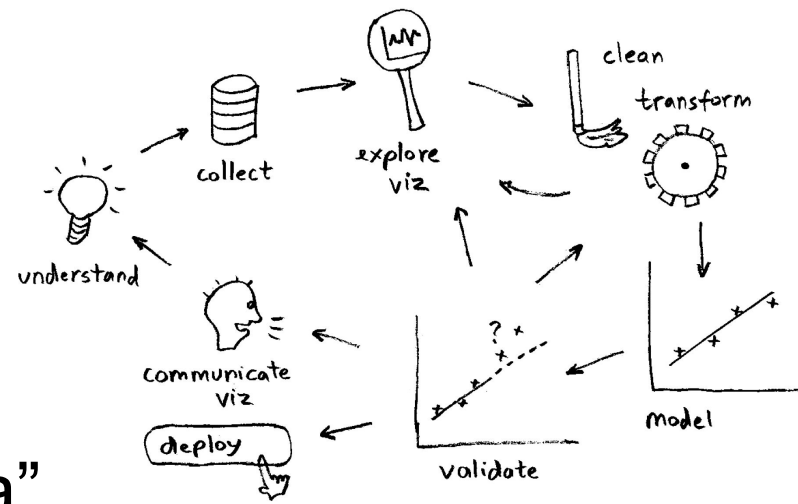 clean
transform
explore
viz
collect
understand
? 
communicate
viz
deploy
model
validate
a”